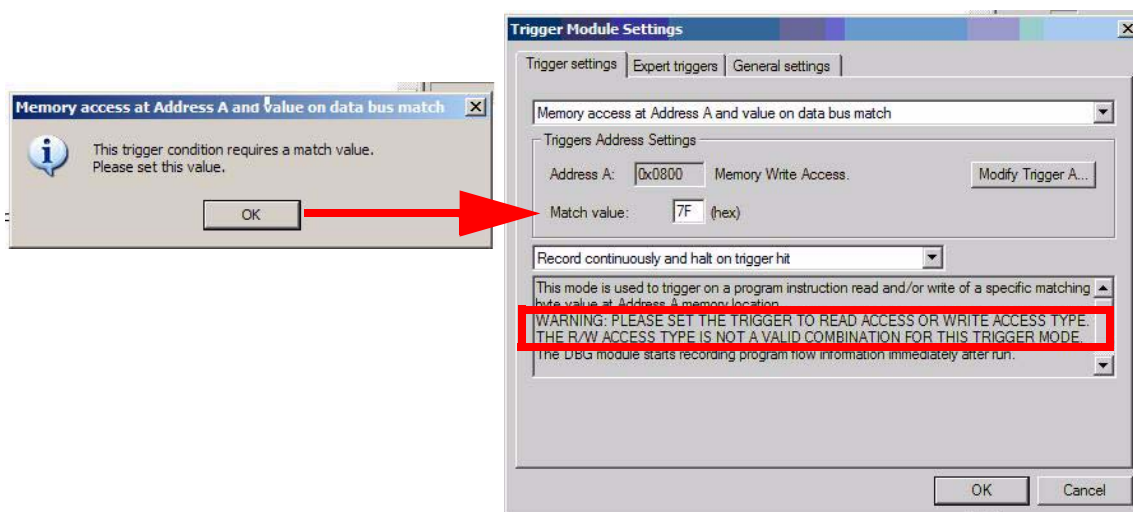 Memory access at Address A and value on data bus match
This trigger condition requires a match value.
Please set this value.
OK
Trigger Module Settings
Trigger settings
Expert triggers
General settings
Memory access at Address A and value on data bus match
Triggers Address Settings
Address A:
0x0800
Memory Write Access.
Modify Trigger A...
Match value:
7F
(hex)
Record continuously and halt on trigger hit
This mode is used to trigger on a program instruction read and/or write of a specific matching
byte value at Address A memory location.
WARNING: PLEASE SET THE TRIGGER TO READ ACCESS OR WRITE ACCESS TYPE.
THE R/W ACCESS TYPE IS NOT A VALID COMBINATION FOR THIS TRIGGER MODE.
The DBG module starts recording program flow information immediately after run.
OK
Cancel